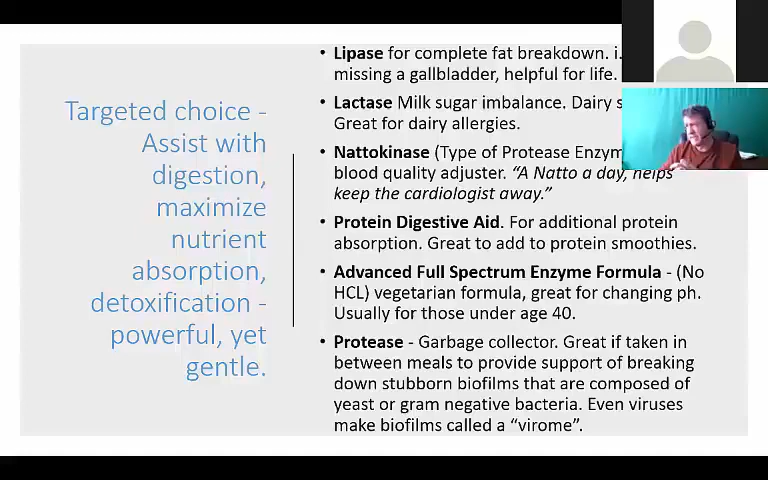 Targeted choice -
Assist with
digestion,
maximize
nutrient
absorption,
detoxification -
powerful, yet
gentle.
• Lipase for complete fat breakdown. i.
missing a gallbladder, helpful for life.
• Lactase Milk sugar imbalance. Dairy s
Great for dairy allergies.
• Nattokinase (Type of Protease Enzym
blood quality adjuster. “A Natto a day, helps
keep the cardiologist away.”
• Protein Digestive Aid. For additional protein
absorption. Great to add to protein smoothies.
• Advanced Full Spectrum Enzyme Formula - (No
HCL) vegetarian formula, great for changing ph.
Usually for those under age 40.
• Protease - Garbage collector. Great if taken in
between meals to provide support of breaking
down stubborn biofilms that are composed of
yeast or gram negative bacteria. Even viruses
make biofilms called a “virome”.